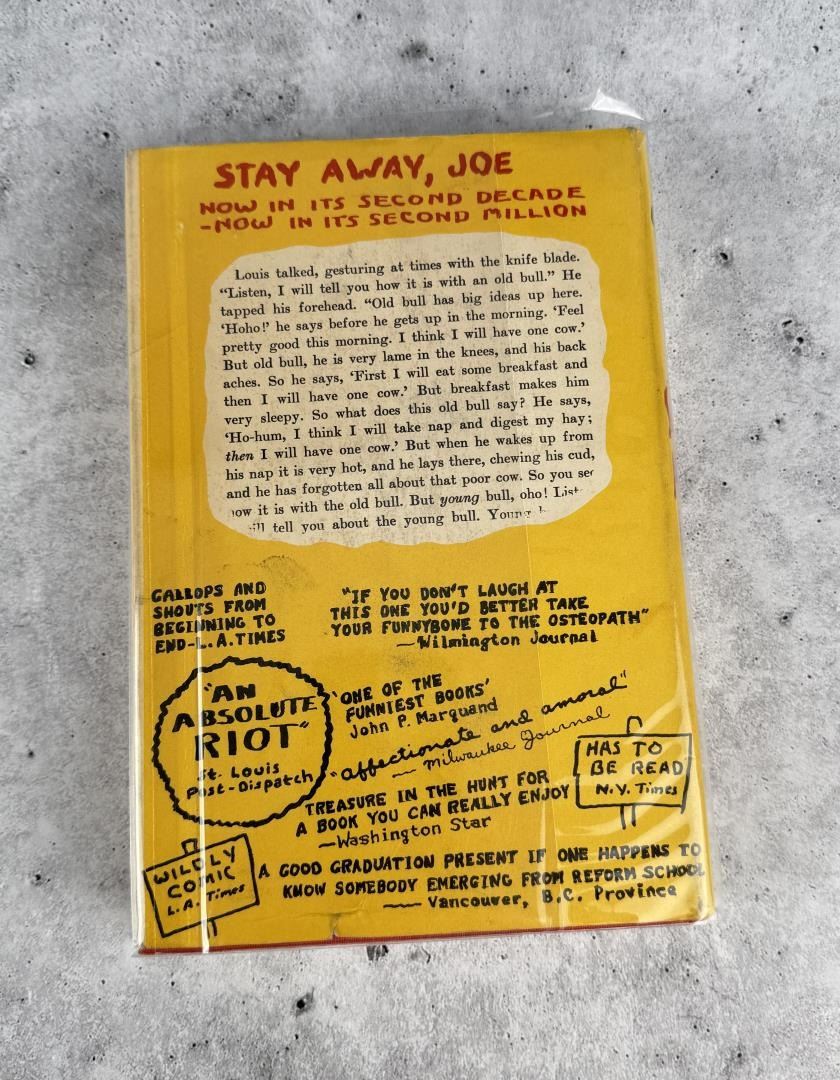 STAY AWAY, JOE
NOW IN ITS SECOND DECADE
-NOW IN ITS SECOND MILLION
Louis talked, gesturing at times with the knife blade.
“Listen, I will tell you how it is with an old bull.” He
tapped his forehead. “Old bull has big ideas up here.
‘Hoho!’ he says before he gets up in the morning. ‘Feel
pretty good this morning. I think I will have one cow.’
But old bull, he is very lame in the knees, and his back
aches. So he says, ‘First I will eat some breakfast and
then I will have one cow.’ But breakfast makes him
very sleepy. So what does this old bull say? He says,
‘Ho-hum, I think I will take nap and digest my hay;
then I will have one cow.’ But when he wakes up from
his nap it is very hot, and he lays there, chewing his cud,
and he has forgotten all about that poor cow. So you see
ow it is with the old bull. But young bull, oho! List
ill tell you about the young bull. Young b
GALLOPS AND
SHOUTS FROM
BEGINNING TO
END-L.A.TIMES
"IF YOU DON'T LAUGH AT
THIS ONE YOU'D BETTER TAKE
YOUR FUNNYBONE TO THE OSTEOPATH"
—Wilmington Journal
"AN
ABSOLUTE
RIOT"
St. Louis
Post-Dispatch
'ONE OF THE
FUNNIEST BOOKS'
John P. Marquand
"affectionate and amoral"
— Milwaukee Journal
HAS TO
BE READ
N.Y. Times
TREASURE IN THE HUNT FOR
A BOOK YOU CAN REALLY ENJOY
—Washington Star
WILDLY
COMIC
L.A. Times
A GOOD GRADUATION PRESENT IF ONE HAPPENS TO
KNOW SOMEBODY EMERGING FROM REFORM SCHOOL
— Vancouver, B.C. Province